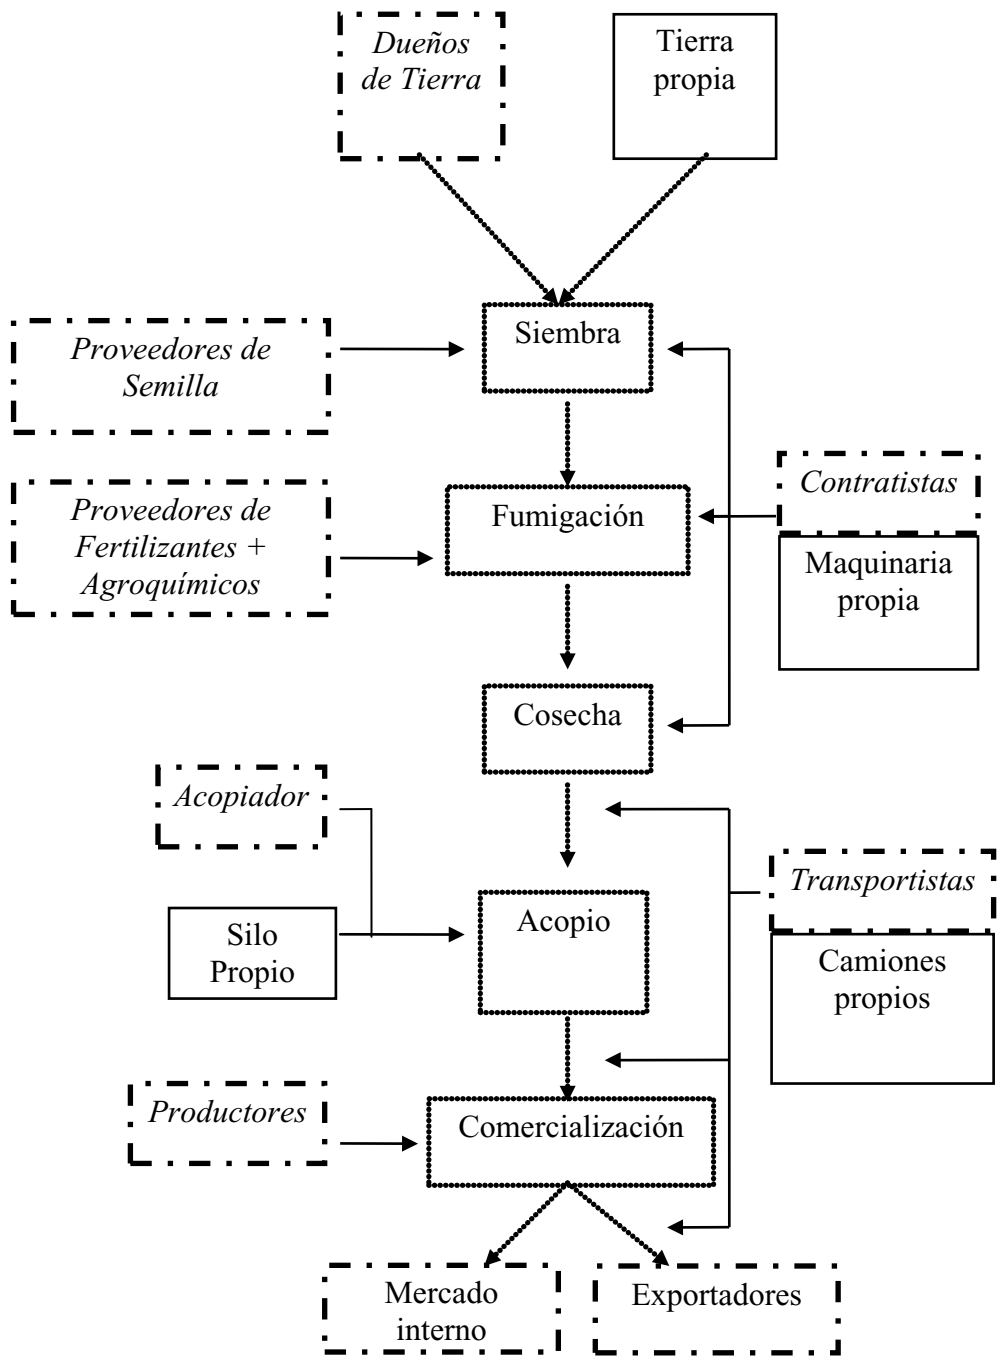 Dueños
de Tierra
Tierra
propia
Siembra
Proveedores de
Semilla
Contratistas
Proveedores de
Fertilizantes +
Agroquímicos
Fumigación
Maquinaria
propia
Cosecha
Acopiador
Transportistas
Silo
Propio
Acopio
Camiones
propios
Productores
Comercialización
Mercado
interno
Exportadores